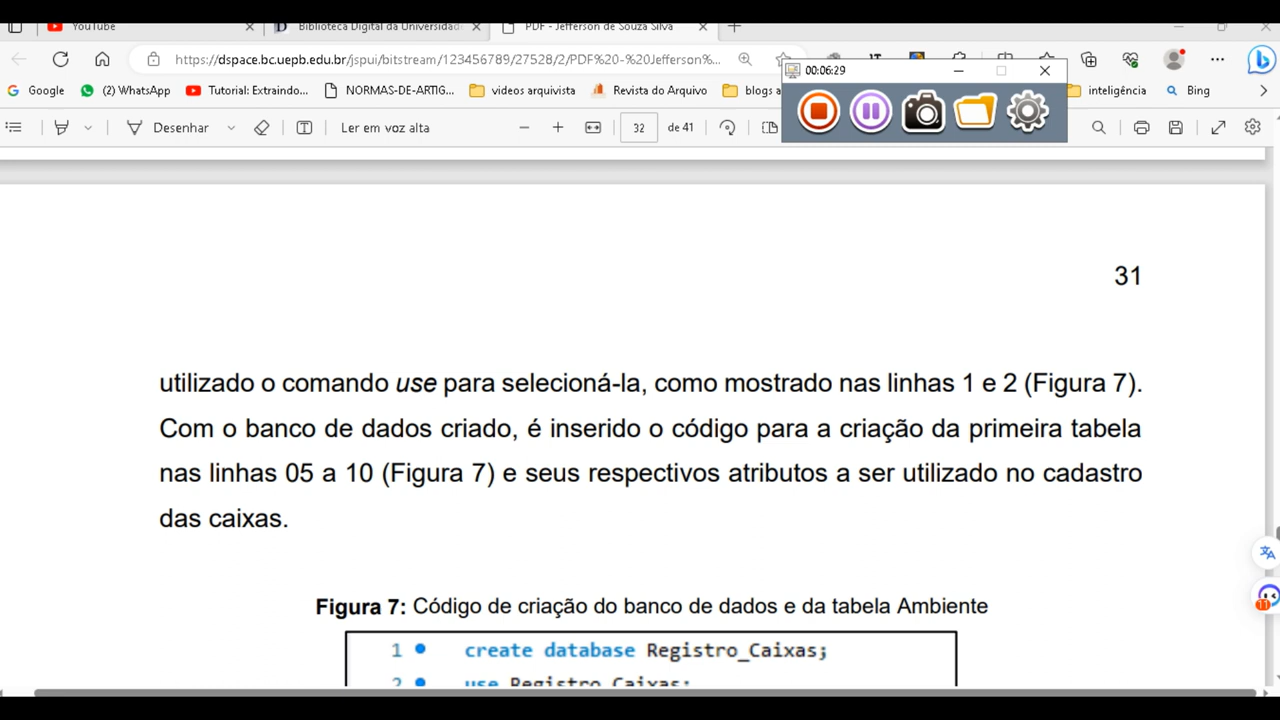 YouTube
Biblioteca Digital da Universidade
PDF - Jefferson de Souza Silva
https://dspace.bc.uepb.edu.br/jspui/bitstream/123456789/27528/2/PDF%20-%20Jefferson%...
00:06:29
Google
(2) WhatsApp
Tutorial: Extraindo...
NORMAS-DE-ARTIG...
videos arquivista
Revista do Arquivo
blogs a
inteligência
Bing
Desenhar
Ler em voz alta
32
de 41
31
utilizado o comando use para selecioná-la, como mostrado nas linhas 1 e 2 (Figura 7).
Com o banco de dados criado, é inserido o código para a criação da primeira tabela
nas linhas 05 a 10 (Figura 7) e seus respectivos atributos a ser utilizado no cadastro
das caixas.
11
Figura 7: Código de criação do banco de dados e da tabela Ambiente
1 create database Registro_Caixas;
2 use Registro_Caixas;